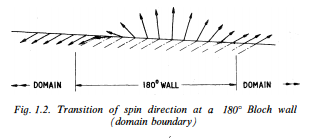 DOMAIN 180° WALL DOMAIN
Fig. 1.2. Transition of spin direction at a 180° Bloch wall
(domain boundary)